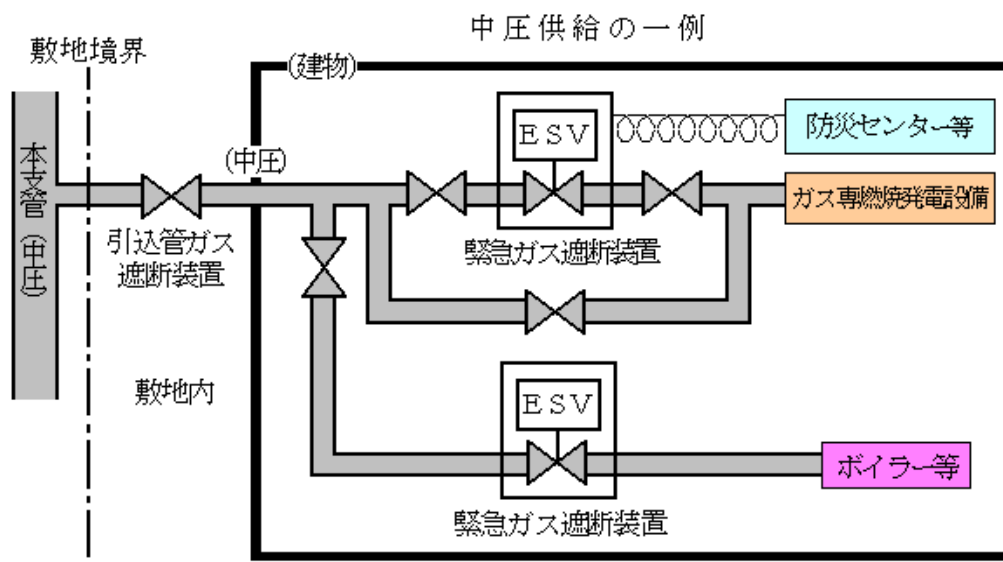 中圧供給の一例
敷地境界
(建物)
ESV
防災センター等
本支管（中圧）
(中圧)
ガス専燃焼発電設備
引込管ガス
遮断装置
緊急ガス遮断装置
敷地内
ESV
ボイラー等
緊急ガス遮断装置